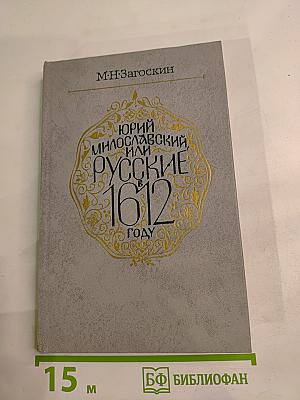 М·Н·Загоскин
ЮРИЙ
МИЛОСЛАВСКИЙ,
ИЛИ
РУССКИЕ
В
1612
ГОДУ
15 м
БФ БИБЛИОФАН